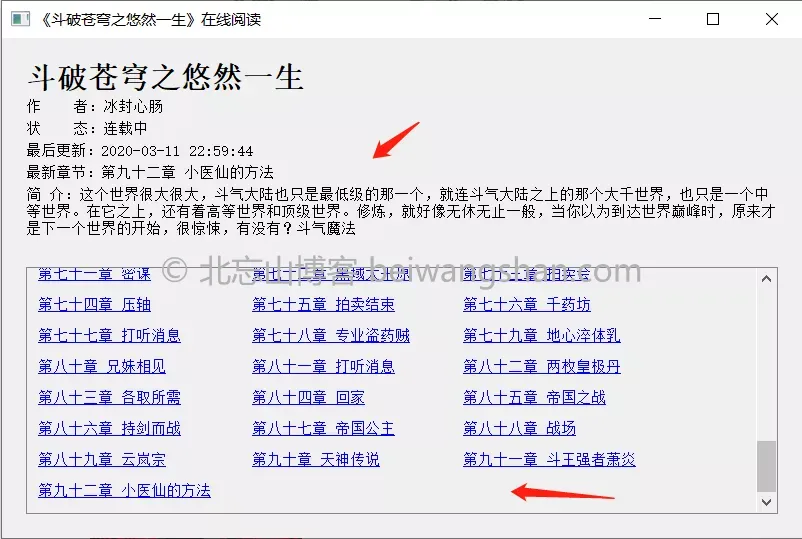 《斗破苍穹之悠然一生》在线阅读
斗破苍穹之悠然一生
作　　者：冰封心肠
状　　态：连载中
最后更新：2020-03-11 22:59:44
最新章节：第九十二章 小医仙的方法
简 介：这个世界很大很大，斗气大陆也只是最低级的那一个，就连斗气大陆之上的那个大千世界，也只是一个中
等世界。在它之上，还有着高等世界和顶级世界。修炼，就好像无休无止一般，当你以为到达世界巅峰时，原来才
是下一个世界的开始，很惊悚，有没有？斗气魔法
第七十一章 密谋
© 北忘山博客 beiwangshan.com
第七十四章 压轴 第七十五章 拍卖结束 第七十六章 千药坊
第七十七章 打听消息 第七十八章 专业盗药贼 第七十九章 地心淬体乳
第八十章 兄妹相见 第八十一章 打听消息 第八十二章 两枚皇极丹
第八十三章 各取所需 第八十四章 回家 第八十五章 帝国之战
第八十六章 持剑而战 第八十七章 帝国公主 第八十八章 战场
第八十九章 云岚宗 第九十章 天神传说 第九十一章 斗王强者萧炎
第九十二章 小医仙的方法